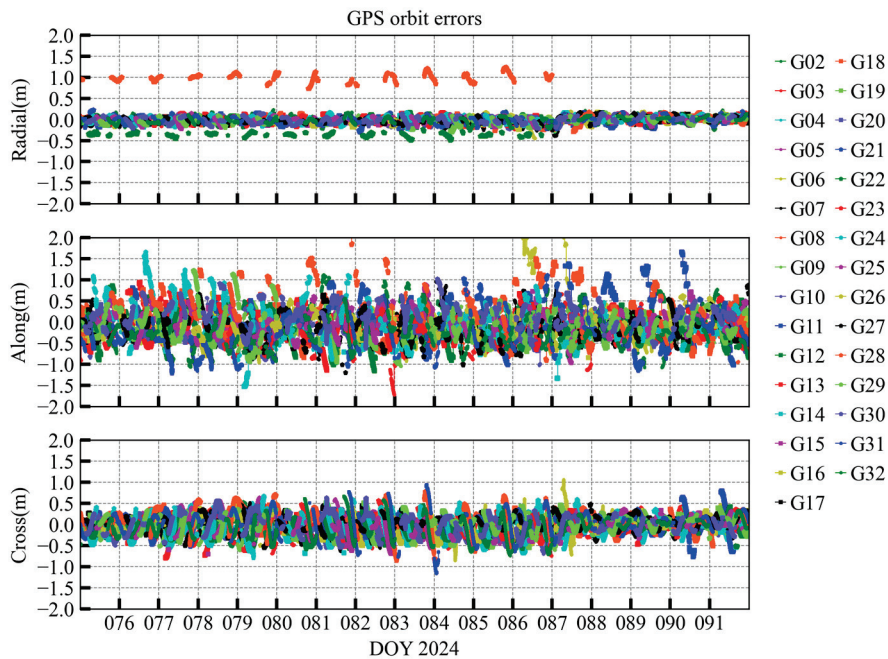 GPS orbit errors
Radial(m)
2.0
1.5
1.0
0.5
0.0
−0.5
−1.0
−1.5
−2.0
Along(m)
2.0
1.5
1.0
0.5
0.0
−0.5
−1.0
−1.5
−2.0
Cross(m)
2.0
1.5
1.0
0.5
0.0
−0.5
−1.0
−1.5
−2.0
076 077 078 079 080 081 082 083 084 085 086 087 088 089 090 091
DOY 2024
G02 G18
G03 G19
G04 G20
G05 G21
G06 G22
G07 G23
G08 G24
G09 G25
G10 G26
G11 G27
G12 G28
G13 G29
G14 G30
G15 G31
G16 G32
G17